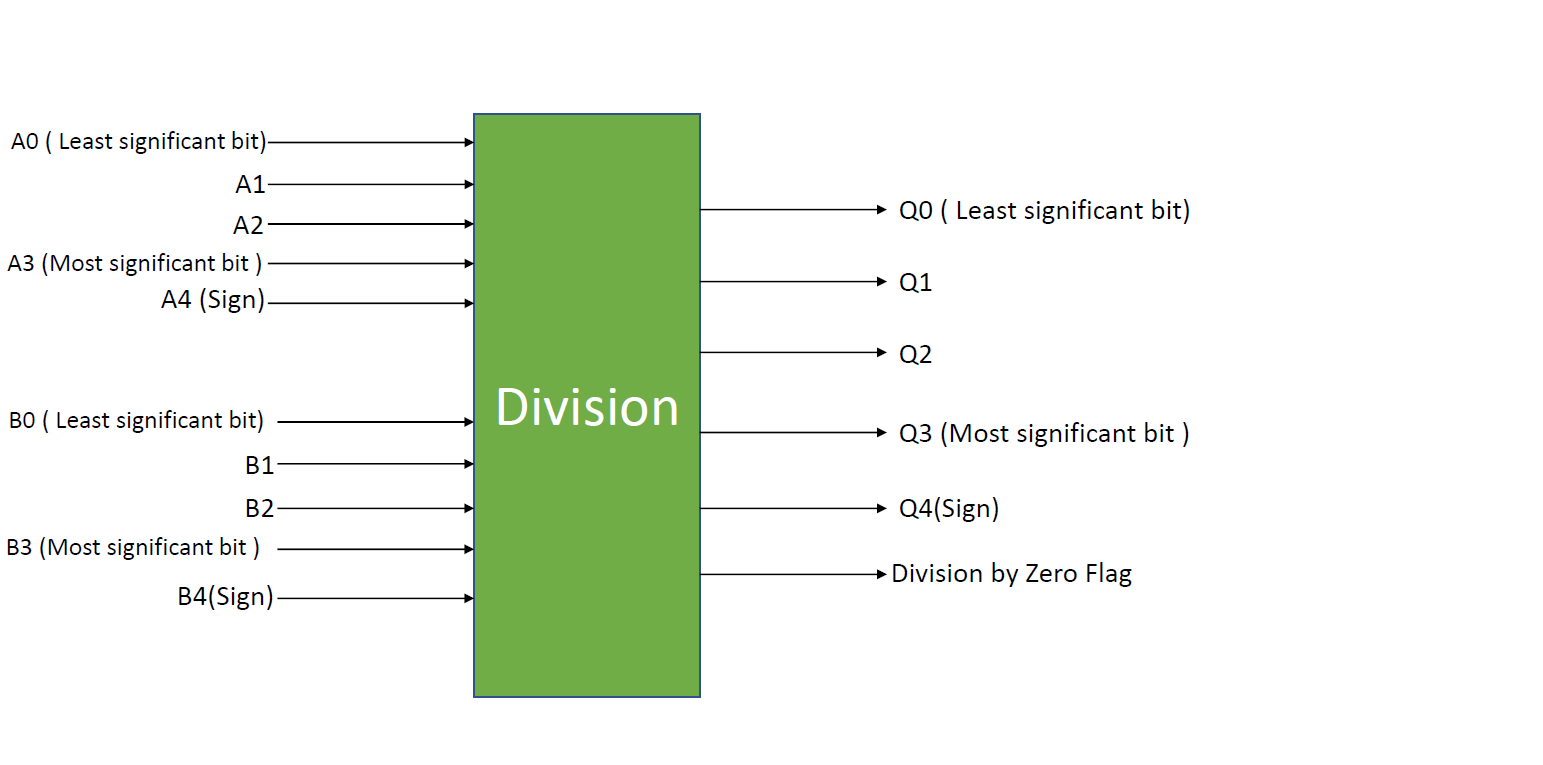 A0 ( Least significant bit)
A1
A2
A3 (Most significant bit )
A4 (Sign)
B0 ( Least significant bit)
B1
B2
B3 (Most significant bit )
B4(Sign)
Division
Q0 ( Least significant bit)
Q1
Q2
Q3 (Most significant bit )
Q4(Sign)
Division by Zero Flag